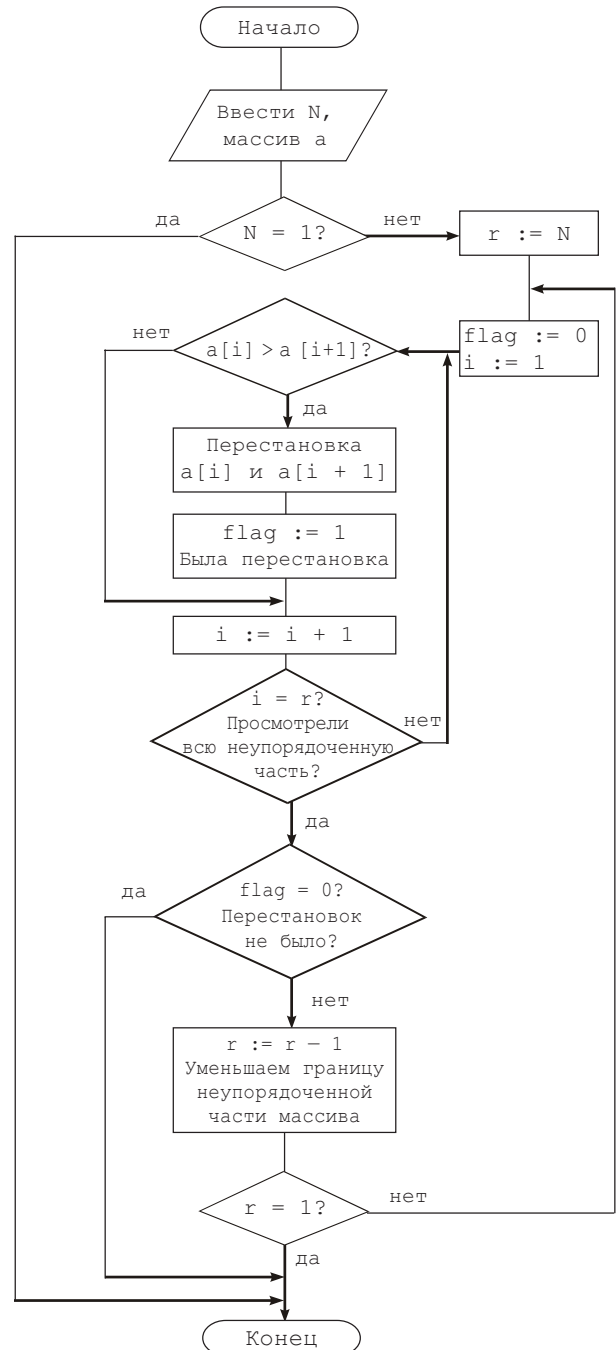 Начало
Ввести N,
массив a
да
N = 1?
нет
r := N
flag := 0
i := 1
нет
a[i] > a [i+1]?
да
Перестановка
a[i] и a[i + 1]
flag := 1
Была перестановка
i := i + 1
i = r?
Просмотрели
всю неупорядоченную
часть?
нет
да
да
flag = 0?
Перестановок
не было?
нет
r := r − 1
Уменьшаем границу
неупорядоченной
части массива
r = 1?
нет
да
Конец